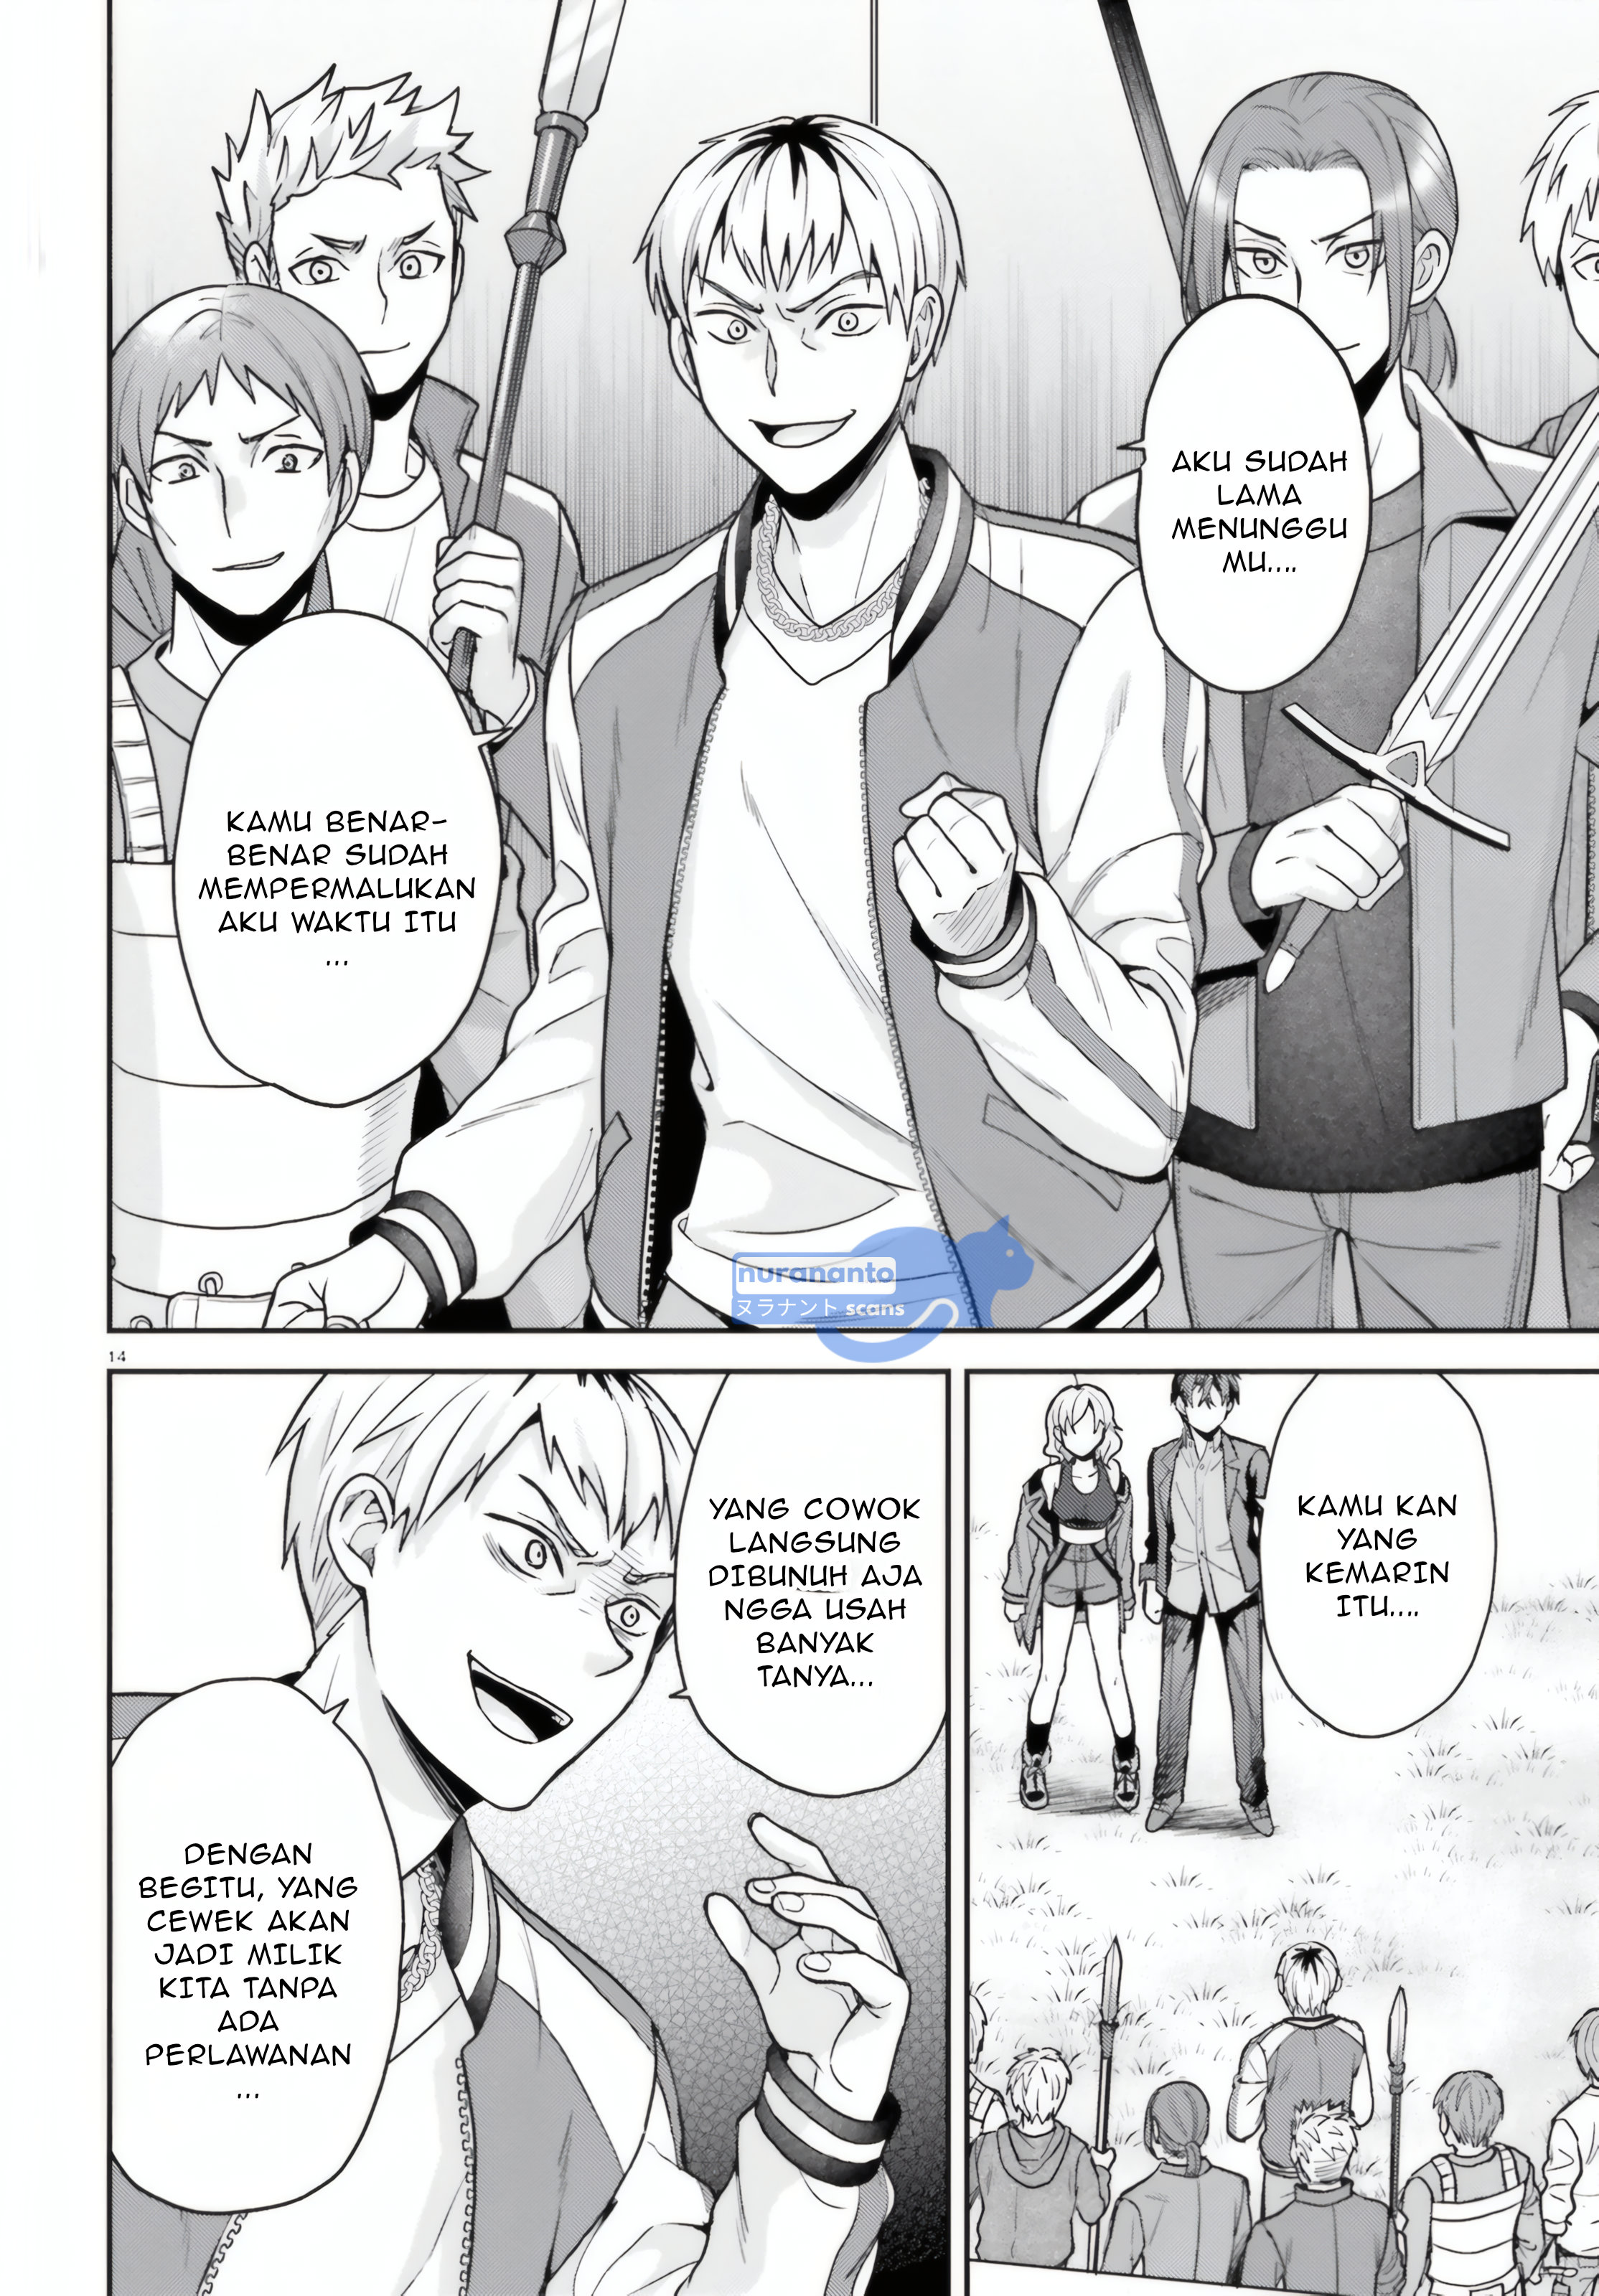 AKU SUDAH
LAMA
MENUNGGU
MU....
KAMU BENAR-
BENAR SUDAH
MEMPERMALUKAN
AKU WAKTU ITU
...
nurananto
ヌラナント scans
14
KAMU KAN
YANG
KEMARIN
ITU....
YANG COWOK
LANGSUNG
DIBUNUH AJA
NGGA USAH
BANYAK
TANYA...
DENGAN
BEGITU, YANG
CEWEK AKAN
JADI MILIK
KITA TANPA
ADA
PERLAWANAN
...